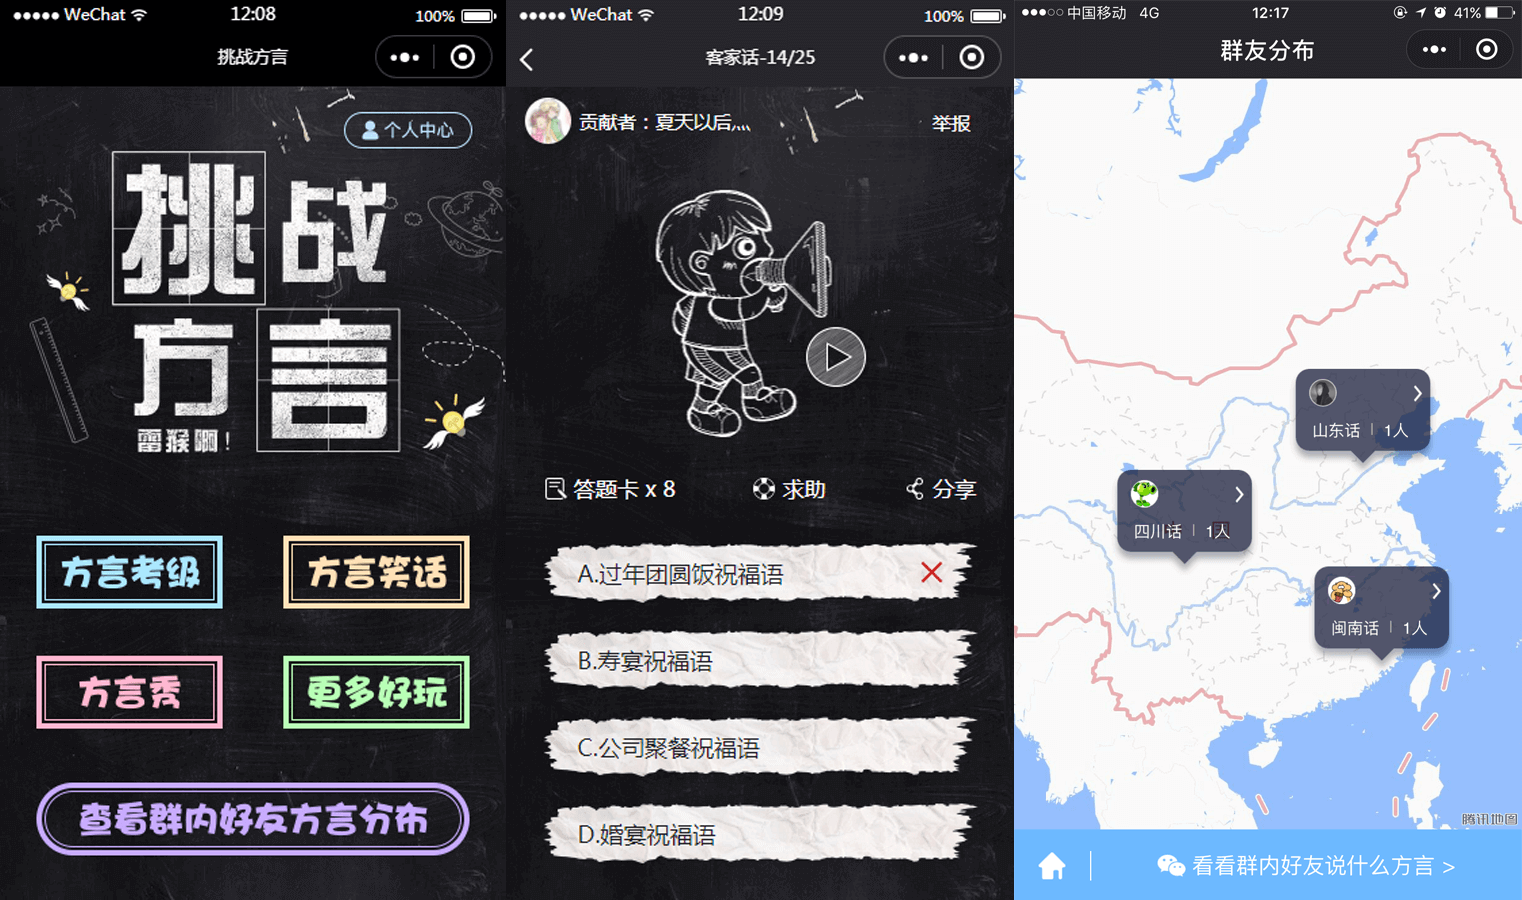 WeChat
12:08
100%
挑战方言
个人中心
挑战
方言
雷猴啊!
方言考级
方言笑话
方言秀
更多好玩
查看群内好友方言分布
WeChat
12:09
100%
客家话-14/25
贡献者：夏天以后灬
举报
答题卡 x 8
求助
分享
A.过年团圆饭祝福语
B.寿宴祝福语
C.公司聚餐祝福语
D.婚宴祝福语
中国移动 4G
12:17
41%
群友分布
山东话 | 1人
四川话 | 1人
闽南话 | 1人
腾讯地图
看看群内好友说什么方言 >